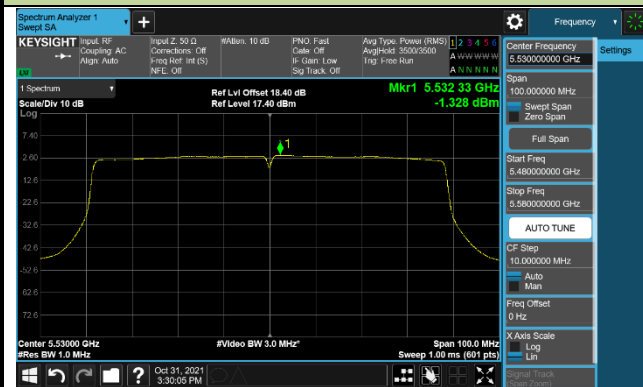 Spectrum Analyzer 1
Swept SA
Frequency
KEYSIGHT
Input: RF
Coupling: AC
Align: Auto
Input Z: 50 Ω
Corrections: Off
Freq Ref: Int (S)
NFE: Off
#Atten: 10 dB
PNO: Fast
Gate: Off
IF Gain: Low
Sig Track: Off
Avg Type: Power (RMS)
Avg|Hold: 3500/3500
Trig: Free Run
1 2 3 4 5 6
A W W W W W
A N N N N N
Center Frequency
5.530000000 GHz
Settings
Span
100.000000 MHz
Swept Span
Zero Span
Full Span
Start Freq
5.480000000 GHz
Stop Freq
5.580000000 GHz
AUTO TUNE
CF Step
10.000000 MHz
Auto
Man
Freq Offset
0 Hz
X Axis Scale
Log
Lin
Signal Track
(Span Zoom)
1 Spectrum
Scale/Div 10 dB
Log
Ref Lvl Offset 18.40 dB
Ref Level 17.40 dBm
Mkr1 5.532 33 GHz
-1.328 dBm
1
7.40
-2.60
-12.6
-22.6
-32.6
-42.6
-52.6
-62.6
-72.6
Center 5.53000 GHz
#Res BW 1.0 MHz
#Video BW 3.0 MHz*
Span 100.0 MHz
Sweep 1.00 ms (601 pts)
?
Oct 31, 2021
3:30:05 PM